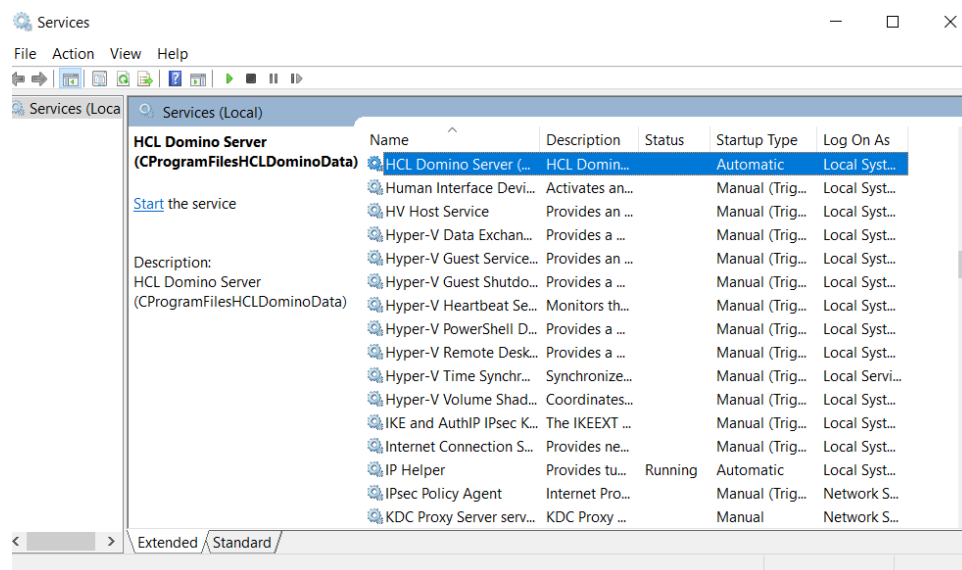 Services
File Action View Help
Services (Loca
Services (Local)
HCL Domino Server
(CProgramFilesHCLDominoData)
Start the service
Description:
HCL Domino Server
(CProgramFilesHCLDominoData)
Name Description Status Startup Type Log On As
HCL Domino Server (... HCL Domin... Automatic Local Syst...
Human Interface Devi... Activates an... Manual (Trig... Local Syst...
HV Host Service Provides an ... Manual (Trig... Local Syst...
Hyper-V Data Exchan... Provides a ... Manual (Trig... Local Syst...
Hyper-V Guest Service... Provides an ... Manual (Trig... Local Syst...
Hyper-V Guest Shutdo... Provides a ... Manual (Trig... Local Syst...
Hyper-V Heartbeat Se... Monitors th... Manual (Trig... Local Syst...
Hyper-V PowerShell D... Provides a ... Manual (Trig... Local Syst...
Hyper-V Remote Desk... Provides a ... Manual (Trig... Local Syst...
Hyper-V Time Synchr... Synchronize... Manual (Trig... Local Servi...
Hyper-V Volume Shad... Coordinates... Manual (Trig... Local Syst...
IKE and AuthIP IPsec K... The IKEEXT ... Manual (Trig... Local Syst...
Internet Connection S... Provides ne... Manual (Trig... Local Syst...
IP Helper Provides tu... Running Automatic Local Syst...
IPsec Policy Agent Internet Pro... Manual (Trig... Network S...
KDC Proxy Server serv... KDC Proxy ... Manual Network S...
Extended Standard